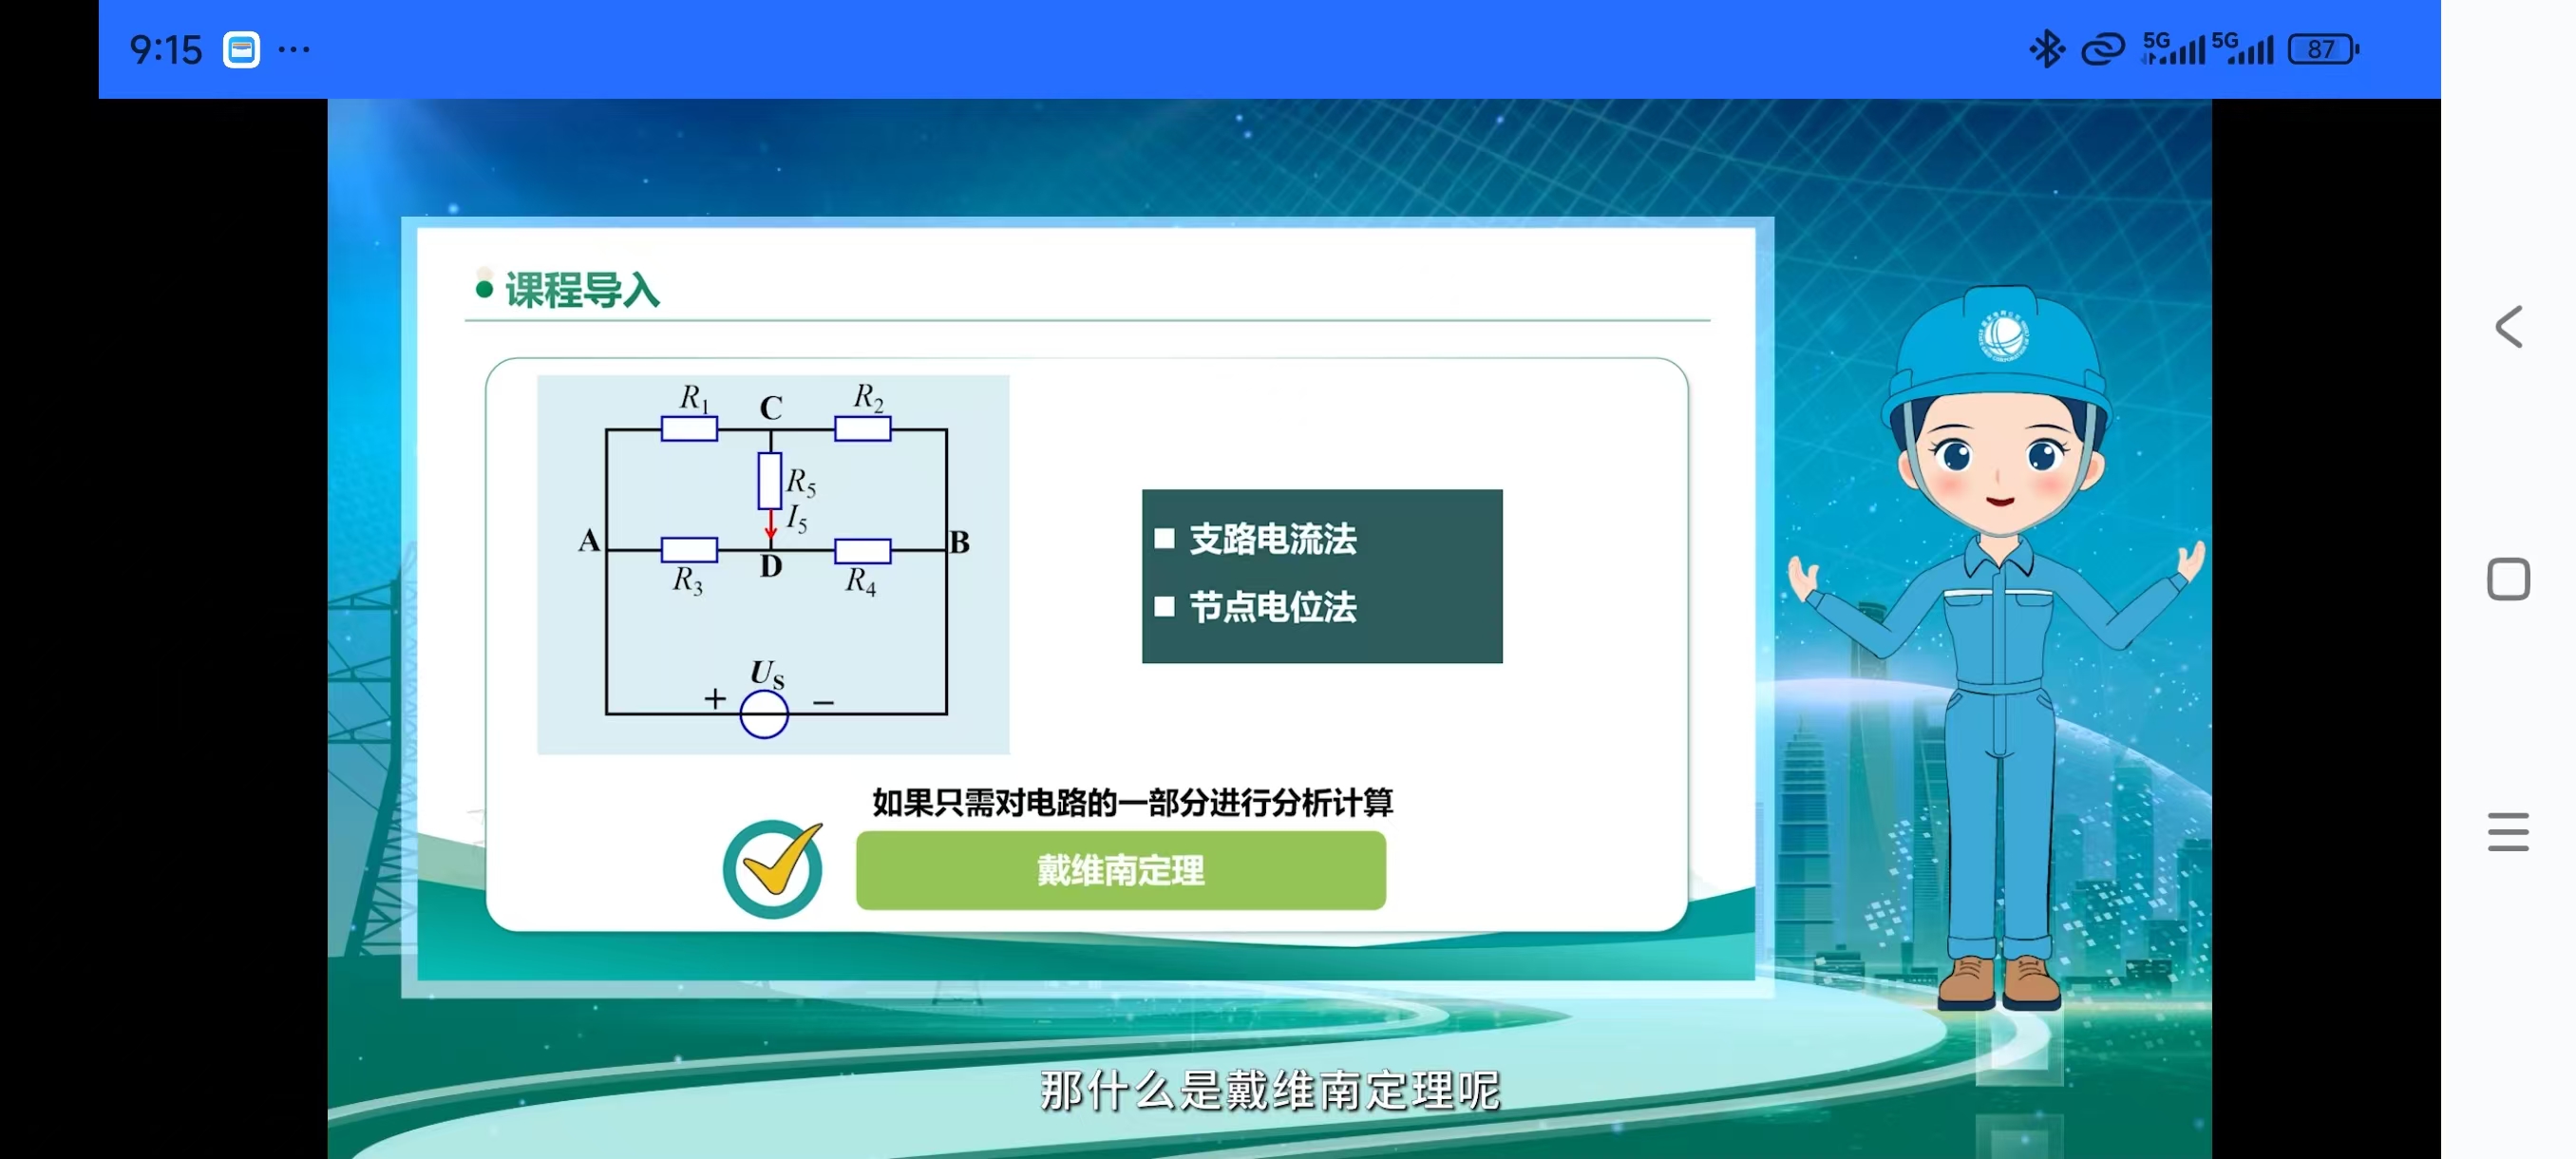 9:15
5G
5G
87
课程导入
R1
C
R2
R5
I5
A
B
D
R3
R4
US
+
−
支路电流法
节点电位法
如果只需对电路的一部分进行分析计算
戴维南定理
那什么是戴维南定理呢